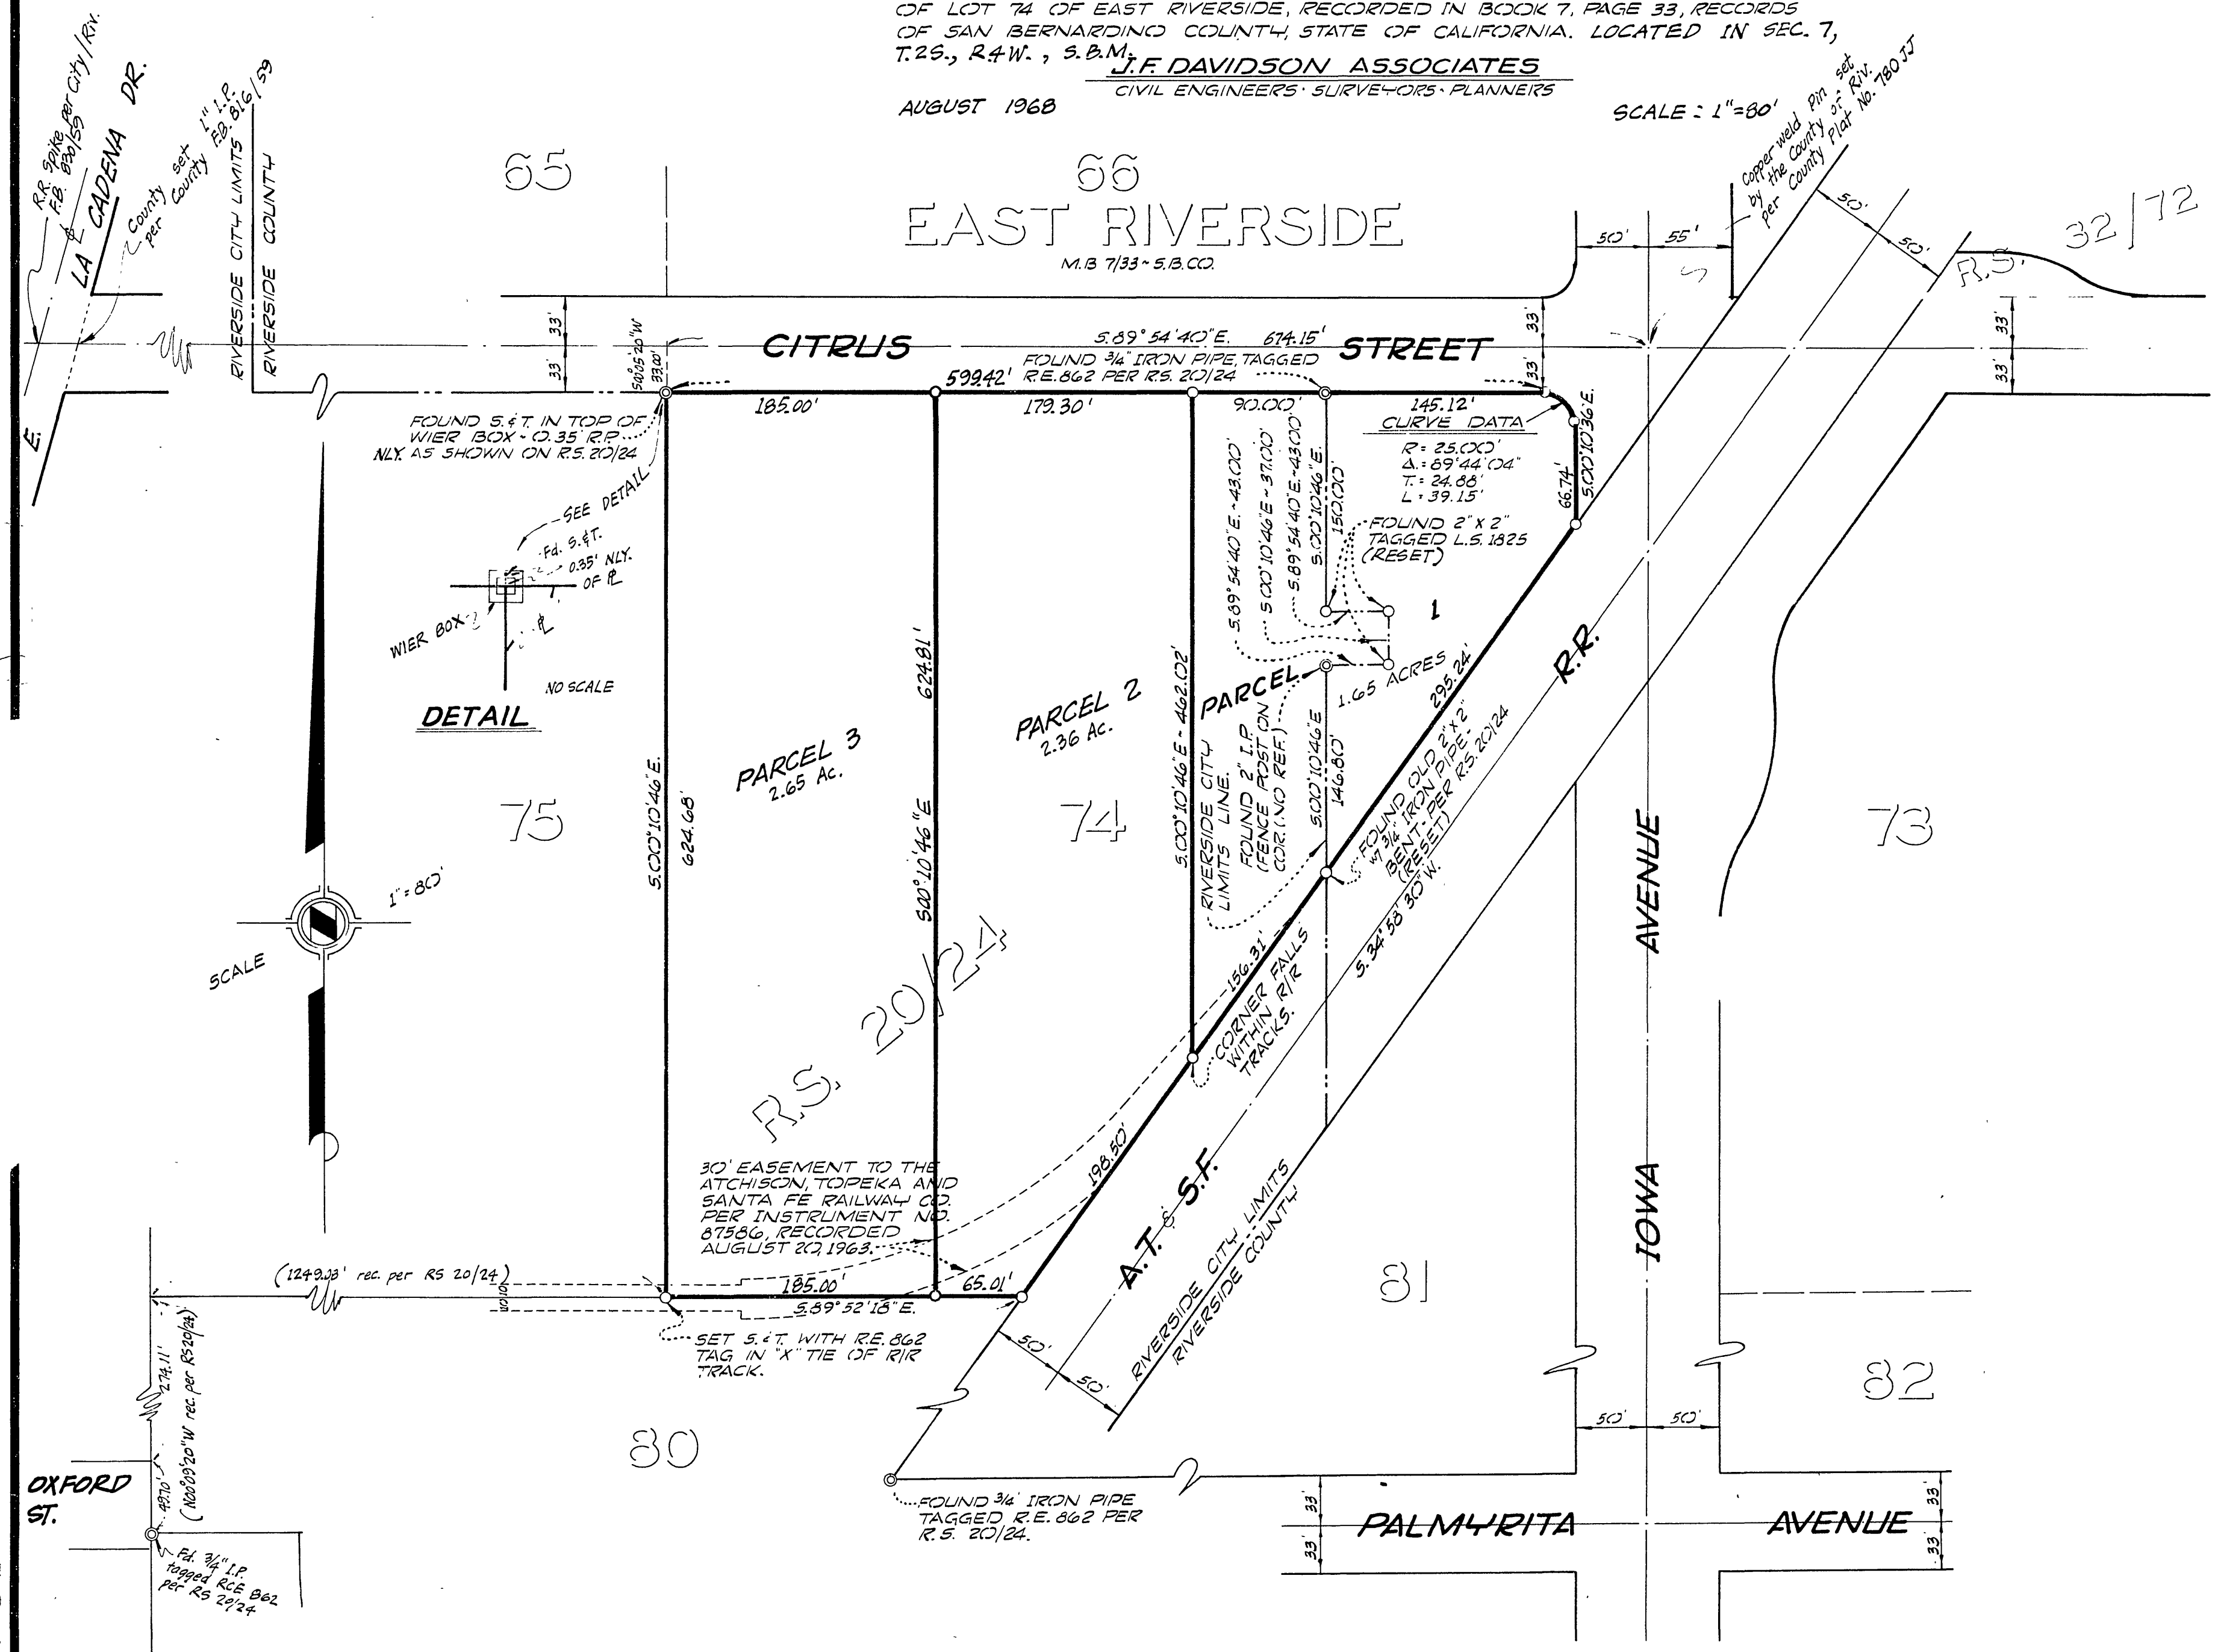 OF LOT 74 OF EAST RIVERSIDE, RECORDED IN BOOK 7, PAGE 33, RECORDS
OF SAN BERNARDINO COUNTY, STATE OF CALIFORNIA. LOCATED IN SEC. 7,
T.2S., R.4W., S.B.M.
J.F. DAVIDSON ASSOCIATES
CIVIL ENGINEERS · SURVEYORS · PLANNERS
AUGUST 1968
SCALE : 1"=80'
R.R. Spike per City/Riv.
F.B. 830/59
LA CADENA DR.
E.
County set 1" I.P.
per County F.B. 816/59
RIVERSIDE CITY LIMITS
RIVERSIDE COUNTY
65
66
EAST RIVERSIDE
M.B 7/33 ~ S.B.CO.
Copperweld Pin set
by the County of Riv.
per County Plat No. 780 JJ
50'
55'
50'
50'
R.S. 32/72
33'
33'
S00°05'20"W
33.00'
CITRUS STREET
S.89°54'40"E. 674.15'
FOUND 3/4" IRON PIPE, TAGGED
R.E. 862 PER R.S. 20/24
599.42'
33'
33'
33'
33'
185.00'
179.30'
90.00'
145.12'
CURVE DATA
R = 25.00'
Δ = 89°44'04"
T. = 24.88'
L = 39.15'
S.00°10'36"E.
66.74'
FOUND S.&T. IN TOP OF
WIER BOX ~ 0.35' R.P.
NLY. AS SHOWN ON R.S. 20/24
SEE DETAIL
Fd. S.&T.
0.35' NLY.
OF ℄
WIER BOX
℄
NO SCALE
DETAIL
S.89°54'40"E. ~ 43.00'
S.00°10'46"E ~ 37.00'
S.89°54'40"E. ~ 43.00'
S.00°10'46"E.
150.00'
FOUND 2" X 2"
TAGGED L.S. 1825
(RESET)
PARCEL 1
1.65 ACRES
295.24'
PARCEL 2
2.36 Ac.
PARCEL 3
2.65 Ac.
S.00°10'46"E.
624.68'
624.81'
S00°10'46"E
S.00°10'46"E ~ 462.02'
RIVERSIDE CITY
LIMITS LINE.
FOUND 2" I.P.
(FENCE POST ON
COR. (NO REF.)
S.00°10'46"E
146.80'
FOUND OLD 2" X 2"
W/ 3/4" IRON PIPE-
BENT- PER R.S. 20/24
(RESET)
S. 34°58'30"W.
75
74
73
1"=80'
SCALE
N
R.S. 20/24
156.31'
CORNER FALLS
WITHIN R/R
TRACKS.
198.50'
A.T. & S.F. R.R.
RIVERSIDE CITY LIMITS
RIVERSIDE COUNTY
IOWA AVENUE
30' EASEMENT TO THE
ATCHISON, TOPEKA AND
SANTA FE RAILWAY CO.
PER INSTRUMENT NO.
87586, RECORDED
AUGUST 20, 1963.
(1249.03' rec. per RS 20/24)
185.00'
65.01'
S.89°52'18"E.
SET S.&T. WITH R.E. 862
TAG IN "X" TIE OF R/R
TRACK.
50'
50'
80
81
82
50'
50'
274.11'
49.70'
(N00°09'20"W rec. per RS 20/24)
OXFORD
ST.
Fd. 3/4" I.P.
tagged RCE 862
per RS 20/24
FOUND 3/4" IRON PIPE
TAGGED R.E. 862 PER
R.S. 20/24.
33'
33'
PALMYRITA AVENUE
33'
33'